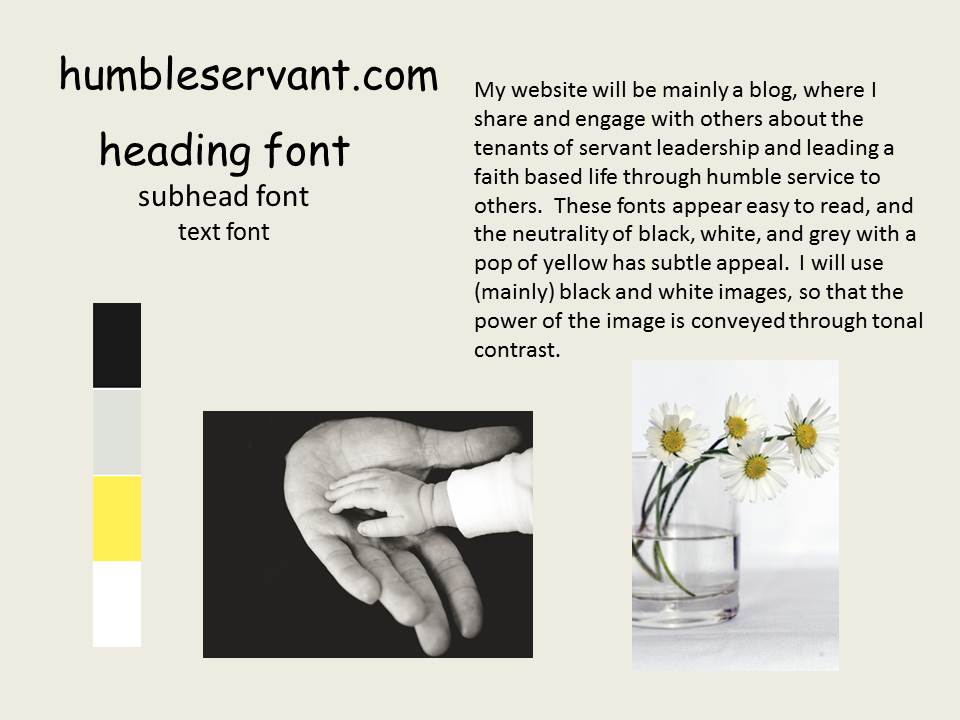 humbleservant.com
heading font
subhead font
text font
My website will be mainly a blog, where I
share and engage with others about the
tenants of servant leadership and leading a
faith based life through humble service to
others.  These fonts appear easy to read, and
the neutrality of black, white, and grey with a
pop of yellow has subtle appeal.  I will use
(mainly) black and white images, so that the
power of the image is conveyed through tonal
contrast.